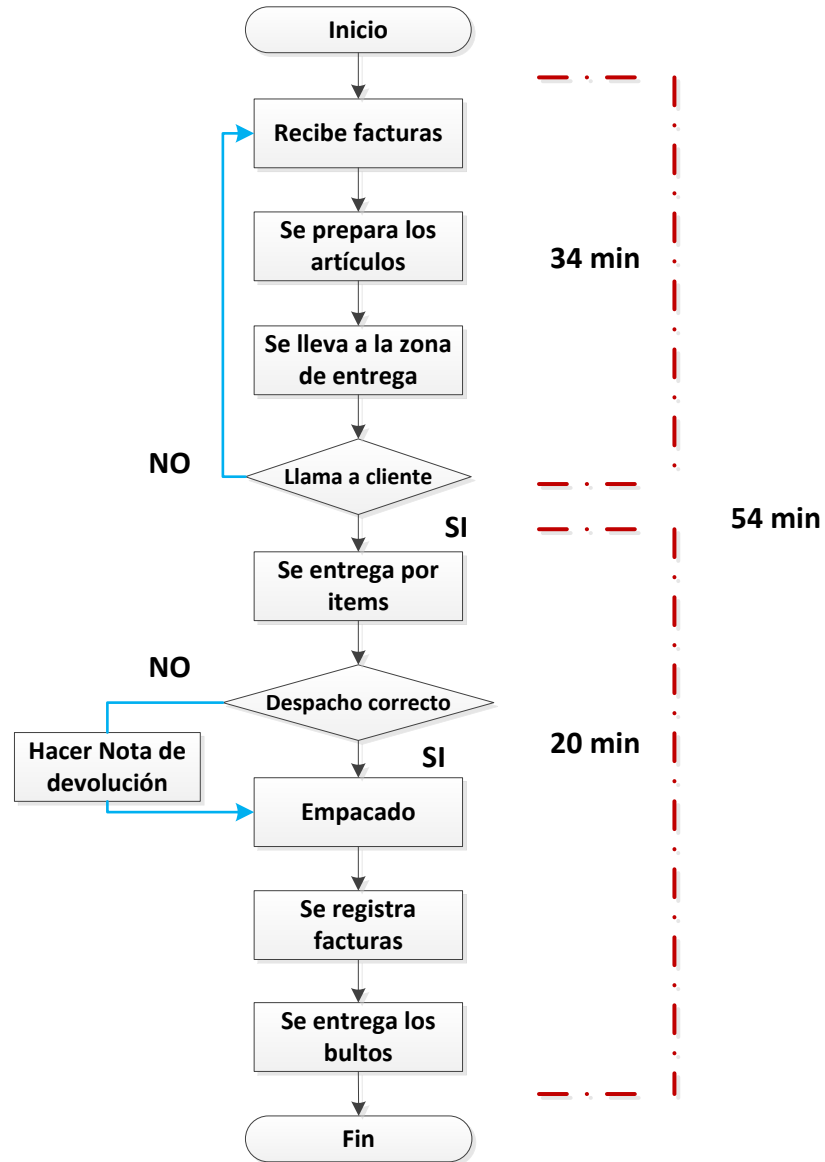 Inicio
Recibe facturas
Se prepara los
artículos
34 min
Se lleva a la zona
de entrega
NO
Llama a cliente
54 min
SI
Se entrega por
items
NO
Despacho correcto
Hacer Nota de
devolución
SI
20 min
Empacado
Se registra
facturas
Se entrega los
bultos
Fin